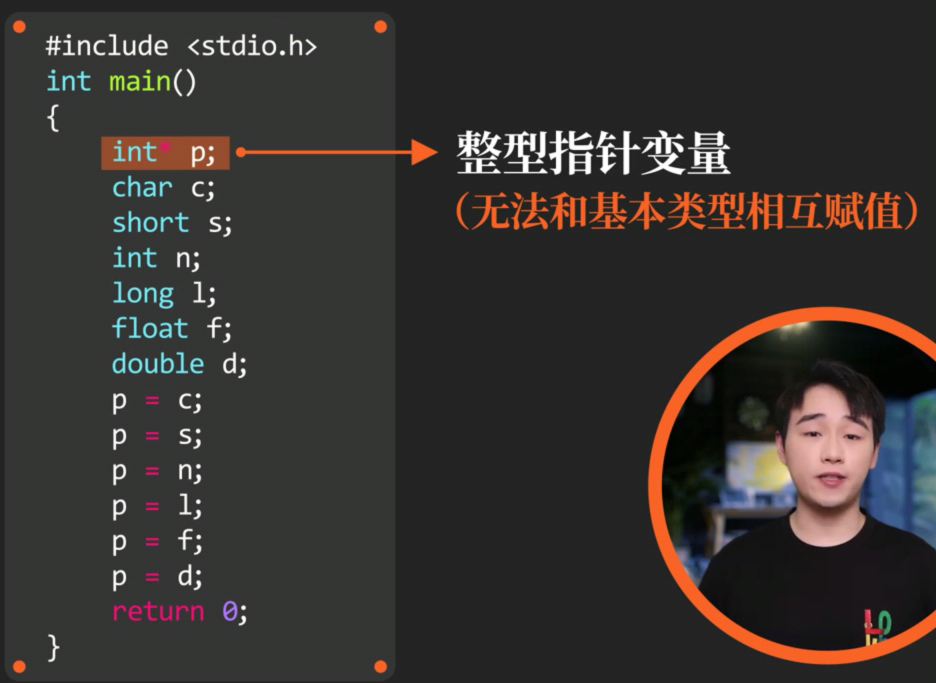 #include <stdio.h>
int main()
{
int* p;
char c;
short s;
int n;
long l;
float f;
double d;
p = c;
p = s;
p = n;
p = l;
p = f;
p = d;
return 0;
}
整型指针变量
(无法和基本类型相互赋值)